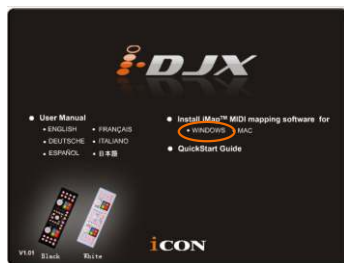 i-DJX
User Manual
• ENGLISH • FRANÇAIS
• DEUTSCHE • ITALIANO
• ESPAÑOL • 日本語
Install iMap™ MIDI mapping software for
• WINDOWS MAC
QuickStart Guide
V1.01 Black White
iCON